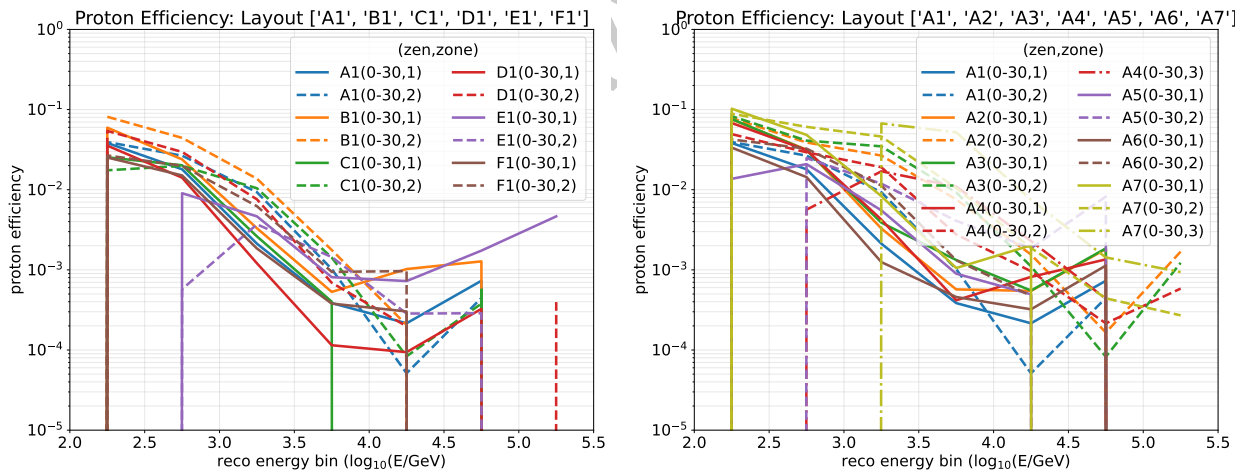 Proton Efficiency: Layout ['A1', 'B1', 'C1', 'D1', 'E1', 'F1']
10^0
10^-1
10^-2
10^-3
10^-4
10^-5
proton efficiency
(zen,zone)
A1(0-30,1)
A1(0-30,2)
B1(0-30,1)
B1(0-30,2)
C1(0-30,1)
C1(0-30,2)
D1(0-30,1)
D1(0-30,2)
E1(0-30,1)
E1(0-30,2)
F1(0-30,1)
F1(0-30,2)
2.0 2.5 3.0 3.5 4.0 4.5 5.0 5.5
reco energy bin (log10(E/GeV)
Proton Efficiency: Layout ['A1', 'A2', 'A3', 'A4', 'A5', 'A6', 'A7']
10^0
10^-1
10^-2
10^-3
10^-4
10^-5
proton efficiency
(zen,zone)
A1(0-30,1)
A1(0-30,2)
A2(0-30,1)
A2(0-30,2)
A3(0-30,1)
A3(0-30,2)
A4(0-30,1)
A4(0-30,2)
A4(0-30,3)
A5(0-30,1)
A5(0-30,2)
A6(0-30,1)
A6(0-30,2)
A7(0-30,1)
A7(0-30,2)
A7(0-30,3)
2.0 2.5 3.0 3.5 4.0 4.5 5.0 5.5
reco energy bin (log10(E/GeV)